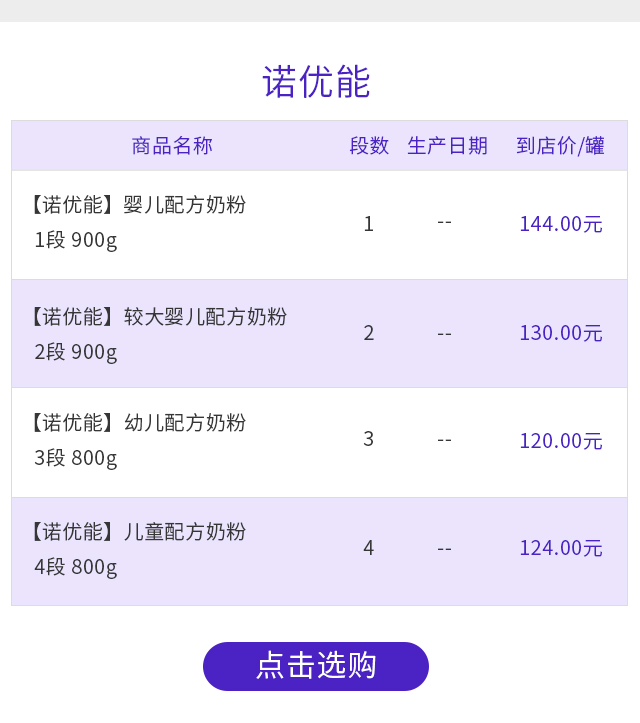 诺优能
商品名称 段数 生产日期 到店价/罐
【诺优能】婴儿配方奶粉
1段 900g
1 -- 144.00元
【诺优能】较大婴儿配方奶粉
2段 900g
2 -- 130.00元
【诺优能】幼儿配方奶粉
3段 800g
3 -- 120.00元
【诺优能】儿童配方奶粉
4段 800g
4 -- 124.00元
点击选购